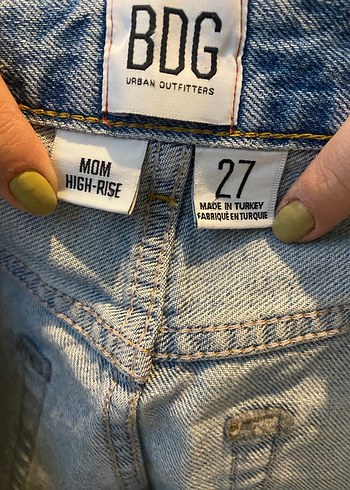 BDG
URBAN OUTFITTERS
MOM
HIGH-RISE
27
MADE IN TURKEY
FABRIQUÉ EN TURQUIE